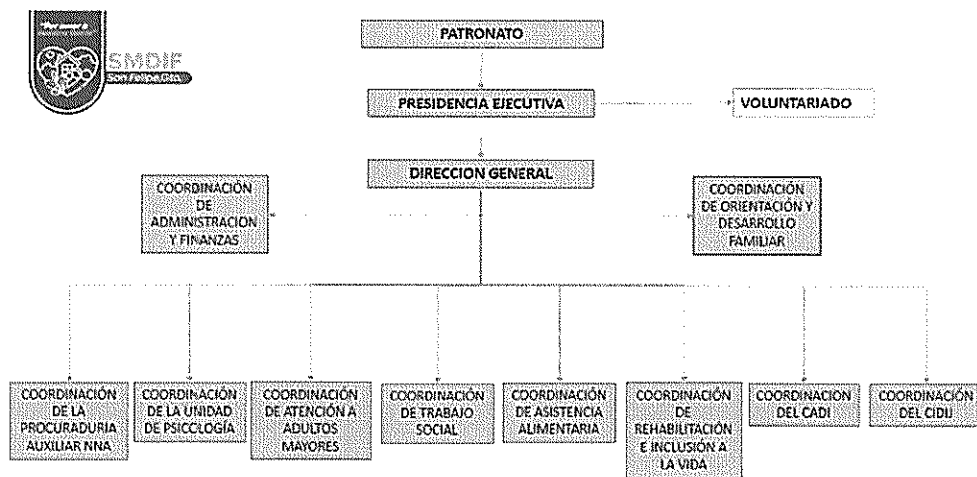 Por amor a
SMDIF
San Felipe, Gto.
PATRONATO
PRESIDENCIA EJECUTIVA
VOLUNTARIADO
DIRECCION GENERAL
COORDINACIÓN
DE
ADMINISTRACION
Y FINANZAS
COORDINACIÓN
DE ORIENTACIÓN Y
DESARROLLO
FAMILIAR
COORDINACIÓN
DE LA
PROCURADURIA
AUXILIAR NNA
COORDINACIÓN
DE LA UNIDAD
DE PSICOLOGÍA
COORDINACIÓN
DE ATENCIÓN A
ADULTOS
MAYORES
COORDINACIÓN
DE TRABAJO
SOCIAL
COORDINACIÓN
DE ASISTENCIA
ALIMENTARIA
COORDINACIÓN
DE
REHABILITACIÓN
E INCLUSIÓN A
LA VIDA
COORDINACION
DEL CADI
COORDINACIÓN
DEL CIDIJ